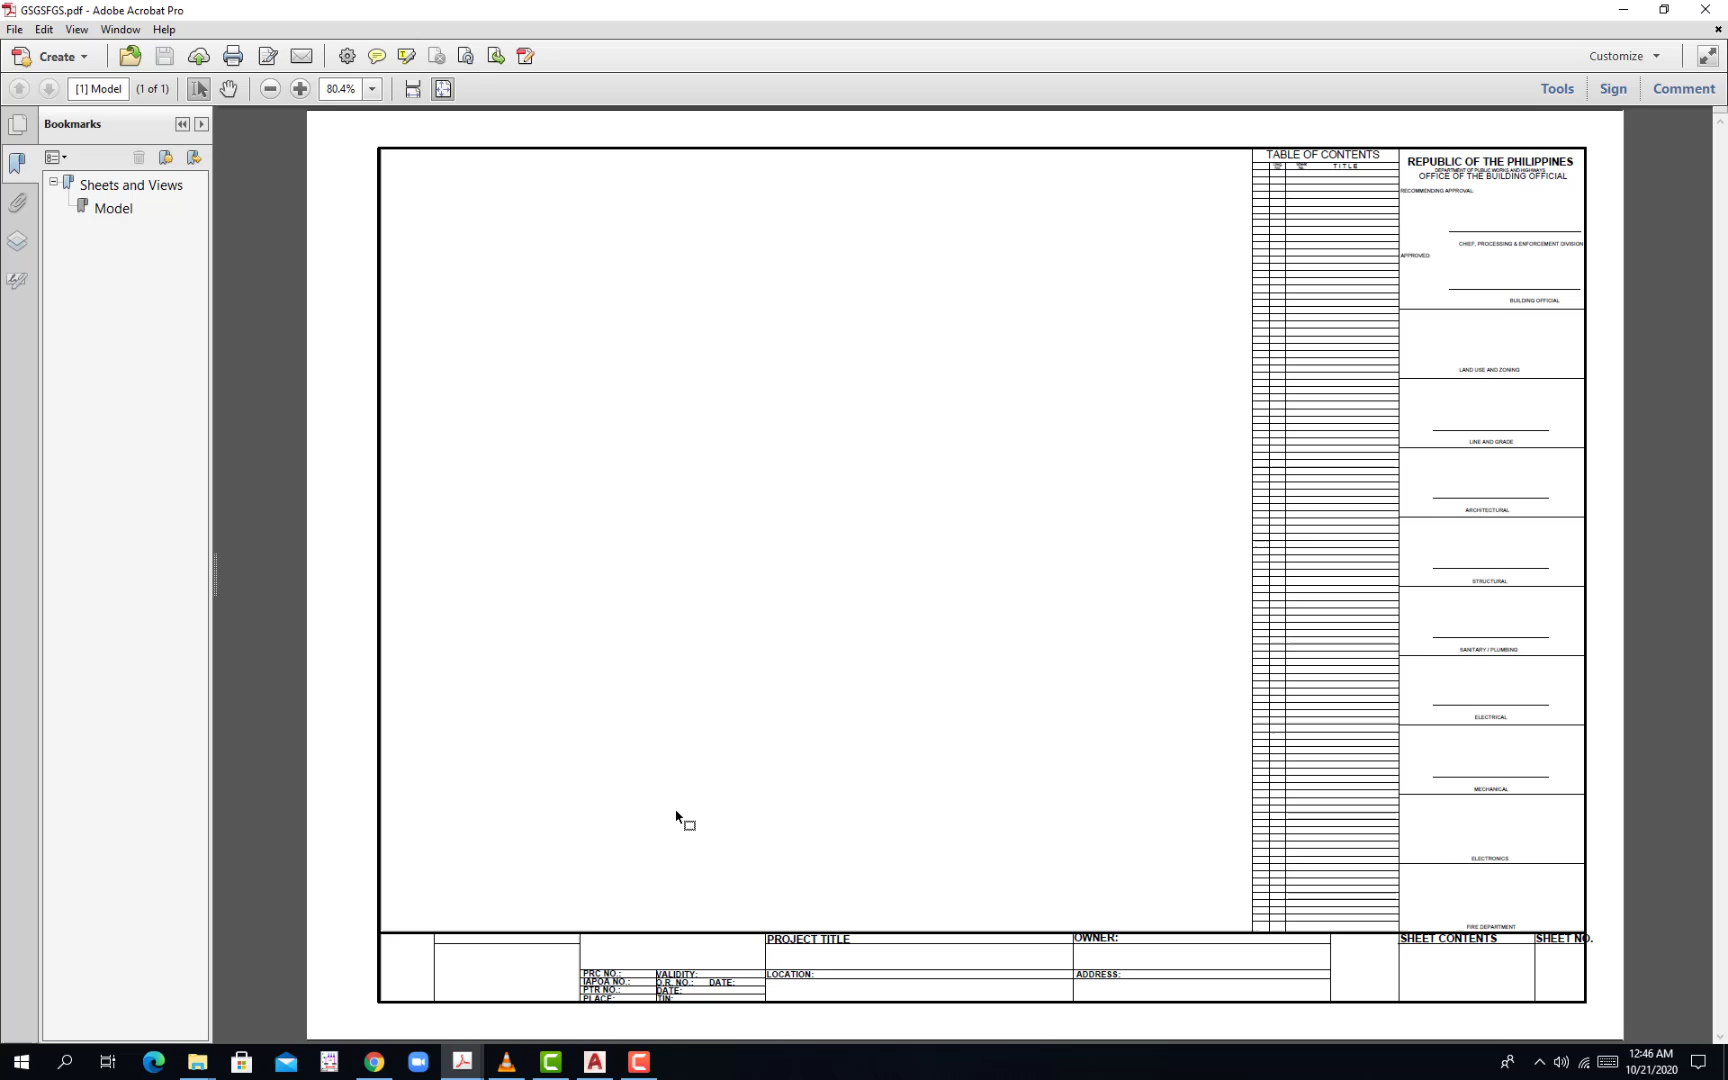 GSGSFGS.pdf - Adobe Acrobat Pro
File Edit View Window Help
Create
Customize
[1] Model (1 of 1)
80.4%
Tools Sign Comment
Bookmarks
Sheets and Views
Model
TABLE OF CONTENTS
TITLE
REPUBLIC OF THE PHILIPPINES
DEPARTMENT OF PUBLIC WORKS AND HIGHWAYS
OFFICE OF THE BUILDING OFFICIAL
RECOMMENDING APPROVAL:
CHIEF, PROCESSING & ENFORCEMENT DIVISION
APPROVED:
BUILDING OFFICIAL
LAND USE AND ZONING
LINE AND GRADE
ARCHITECTURAL
STRUCTURAL
SANITARY / PLUMBING
ELECTRICAL
MECHANICAL
ELECTRONICS
FIRE DEPARTMENT
PRC NO.: VALIDITY:
IAPOA NO.: O.R. NO.: DATE:
PTR NO.: DATE:
PLACE: TIN:
PROJECT TITLE
LOCATION:
OWNER:
ADDRESS:
SHEET CONTENTS
SHEET NO.
12:46 AM
10/21/2020